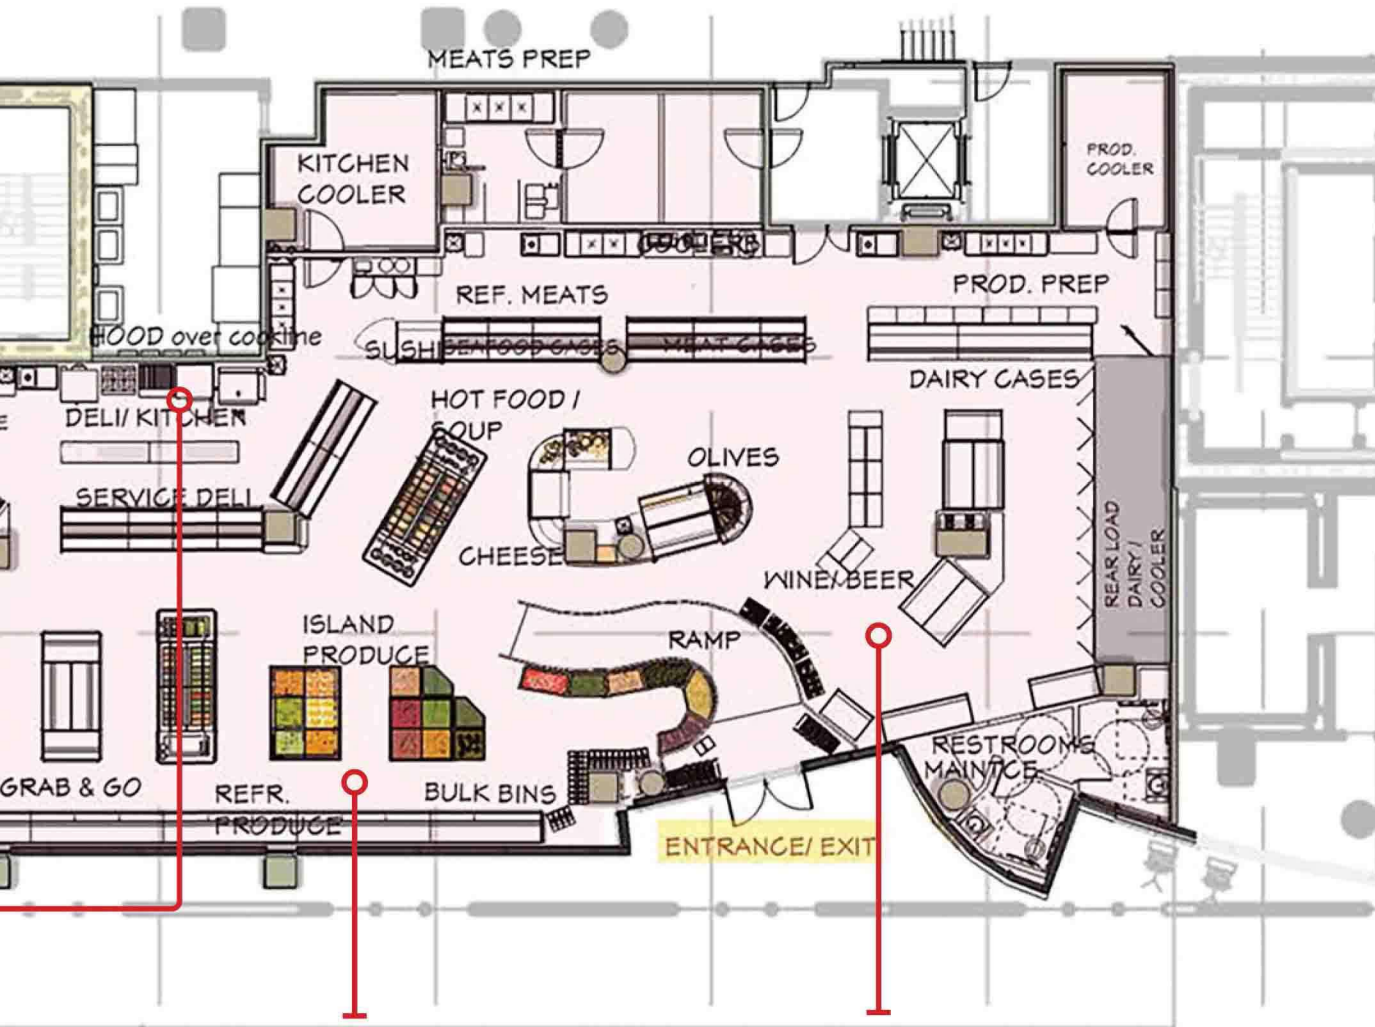 MEATS PREP
KITCHEN
COOLER
PROD.
COOLER
REF. MEATS
PROD. PREP
HOOD over cookline
SUSHI
SEAFOOD CASES
MEAT CASES
DAIRY CASES
DELI/ KITCHEN
HOT FOOD /
SOUP
OLIVES
SERVICE DELI
CHEESE
WINE/ BEER
REAR LOAD
DAIRY /
COOLER
ISLAND
PRODUCE
RAMP
RESTROOMS
MAINTCE
GRAB & GO
REFR.
PRODUCE
BULK BINS
ENTRANCE/ EXIT